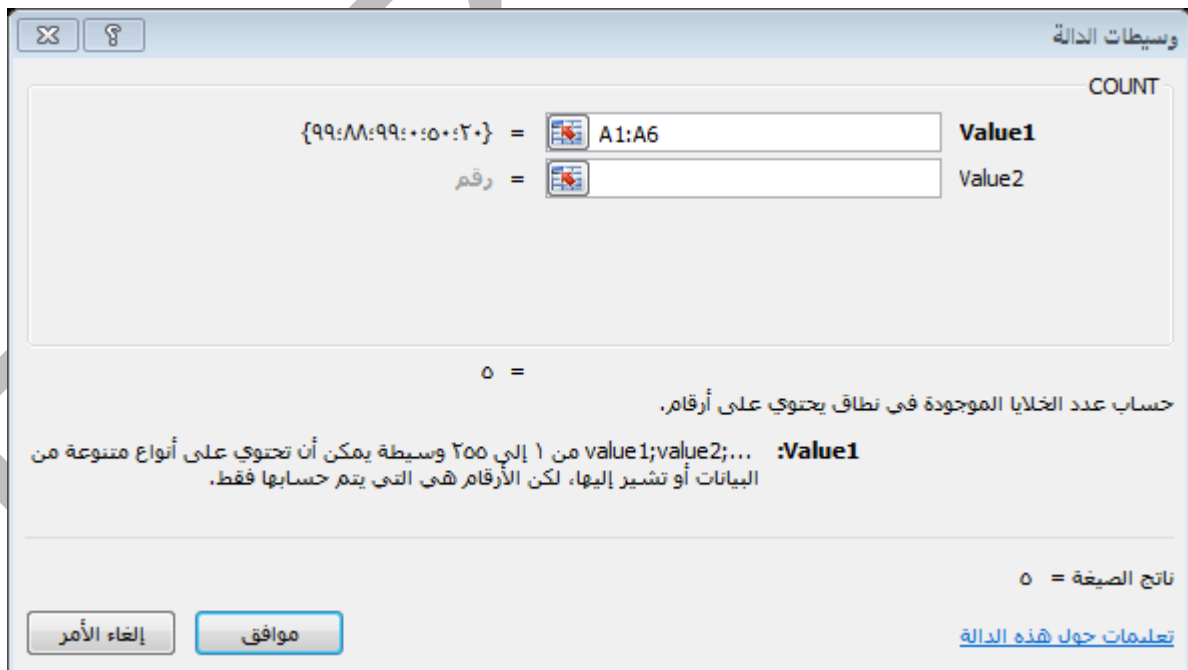 وسيطات الدالة
COUNT
Value1 A1:A6 = {٩٩؛٨٨؛٩٩؛٠؛٥٠؛٢٠}
Value2 = رقم
= ٥
حساب عدد الخلايا الموجودة في نطاق يحتوي على أرقام.
Value1: value1;value2;... من ١ إلى ٢٥٥ وسيطة يمكن أن تحتوي على أنواع متنوعة من
البيانات أو تشير إليها، لكن الأرقام هي التي يتم حسابها فقط.
ناتج الصيغة = ٥
تعليمات حول هذه الدالة
موافق
إلغاء الأمر